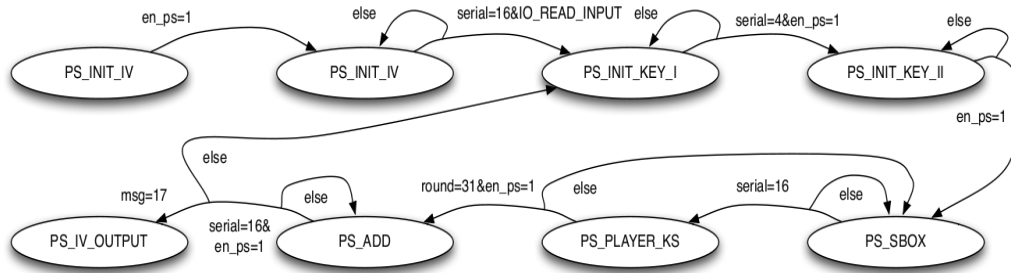 en_ps=1
else
serial=16&IO_READ_INPUT
else
serial=4&en_ps=1
else
PS_INIT_IV
PS_INIT_IV
PS_INIT_KEY_I
PS_INIT_KEY_II
en_ps=1
else
msg=17
else
round=31&en_ps=1
else
serial=16
else
serial=16&
en_ps=1
PS_IV_OUTPUT
PS_ADD
PS_PLAYER_KS
PS_SBOX